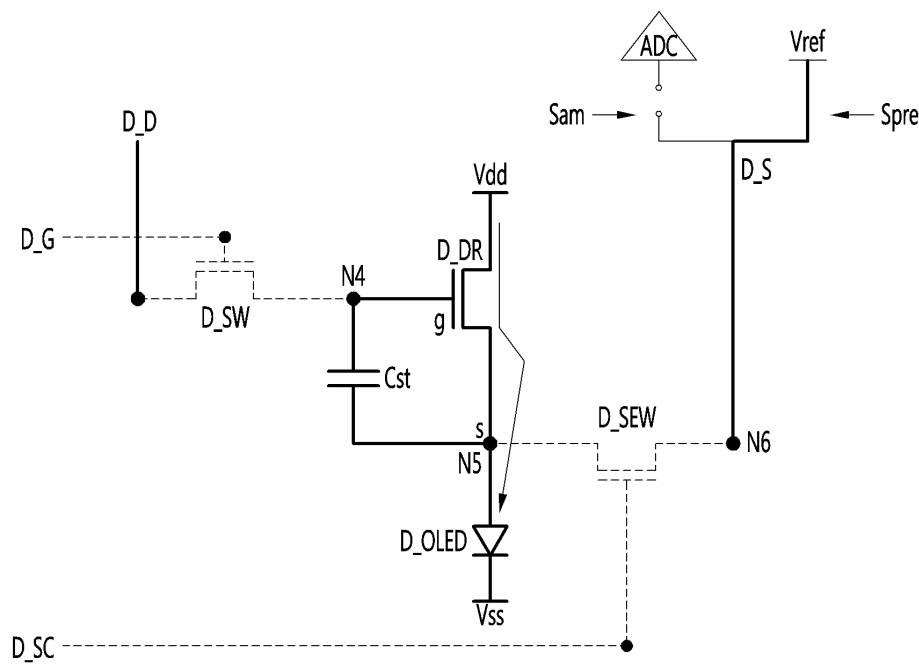 ADC
Vref
Sam
Spre
D_D
D_S
Vdd
D_G
D_DR
N4
g
D_SW
Cst
D_SEW
s
N5
N6
D_OLED
Vss
D_SC